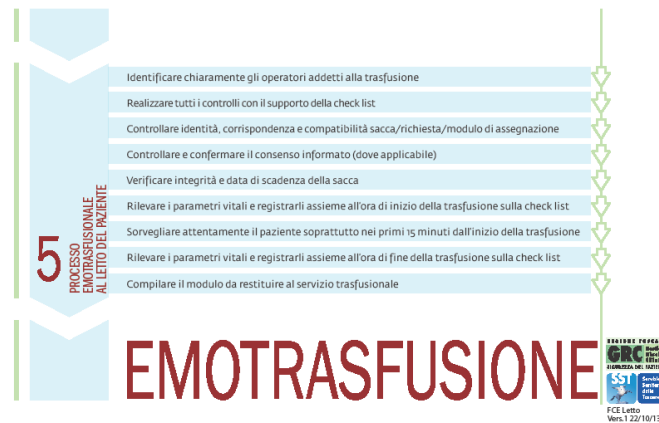 Identificare chiaramente gli operatori addetti alla trasfusione
Realizzare tutti i controlli con il supporto della check list
Controllare identità, corrispondenza e compatibilità sacca/richiesta/modulo di assegnazione
Controllare e confermare il consenso informato (dove applicabile)
Verificare integrità e data di scadenza della sacca
Rilevare i parametri vitali e registrarli assieme all'ora di inizio della trasfusione sulla check list
Sorvegliare attentamente il paziente soprattutto nei primi 15 minuti dall'inizio della trasfusione
Rilevare i parametri vitali e registrarli assieme all'ora di fine della trasfusione sulla check list
Compilare il modulo da restituire al servizio trasfusionale
5
PROCESSO
EMOTRASFUSIONALE
AL LETTO DEL PAZIENTE
EMOTRASFUSIONE
GRC
SST
FCE Letto
Vers.1 22/10/13